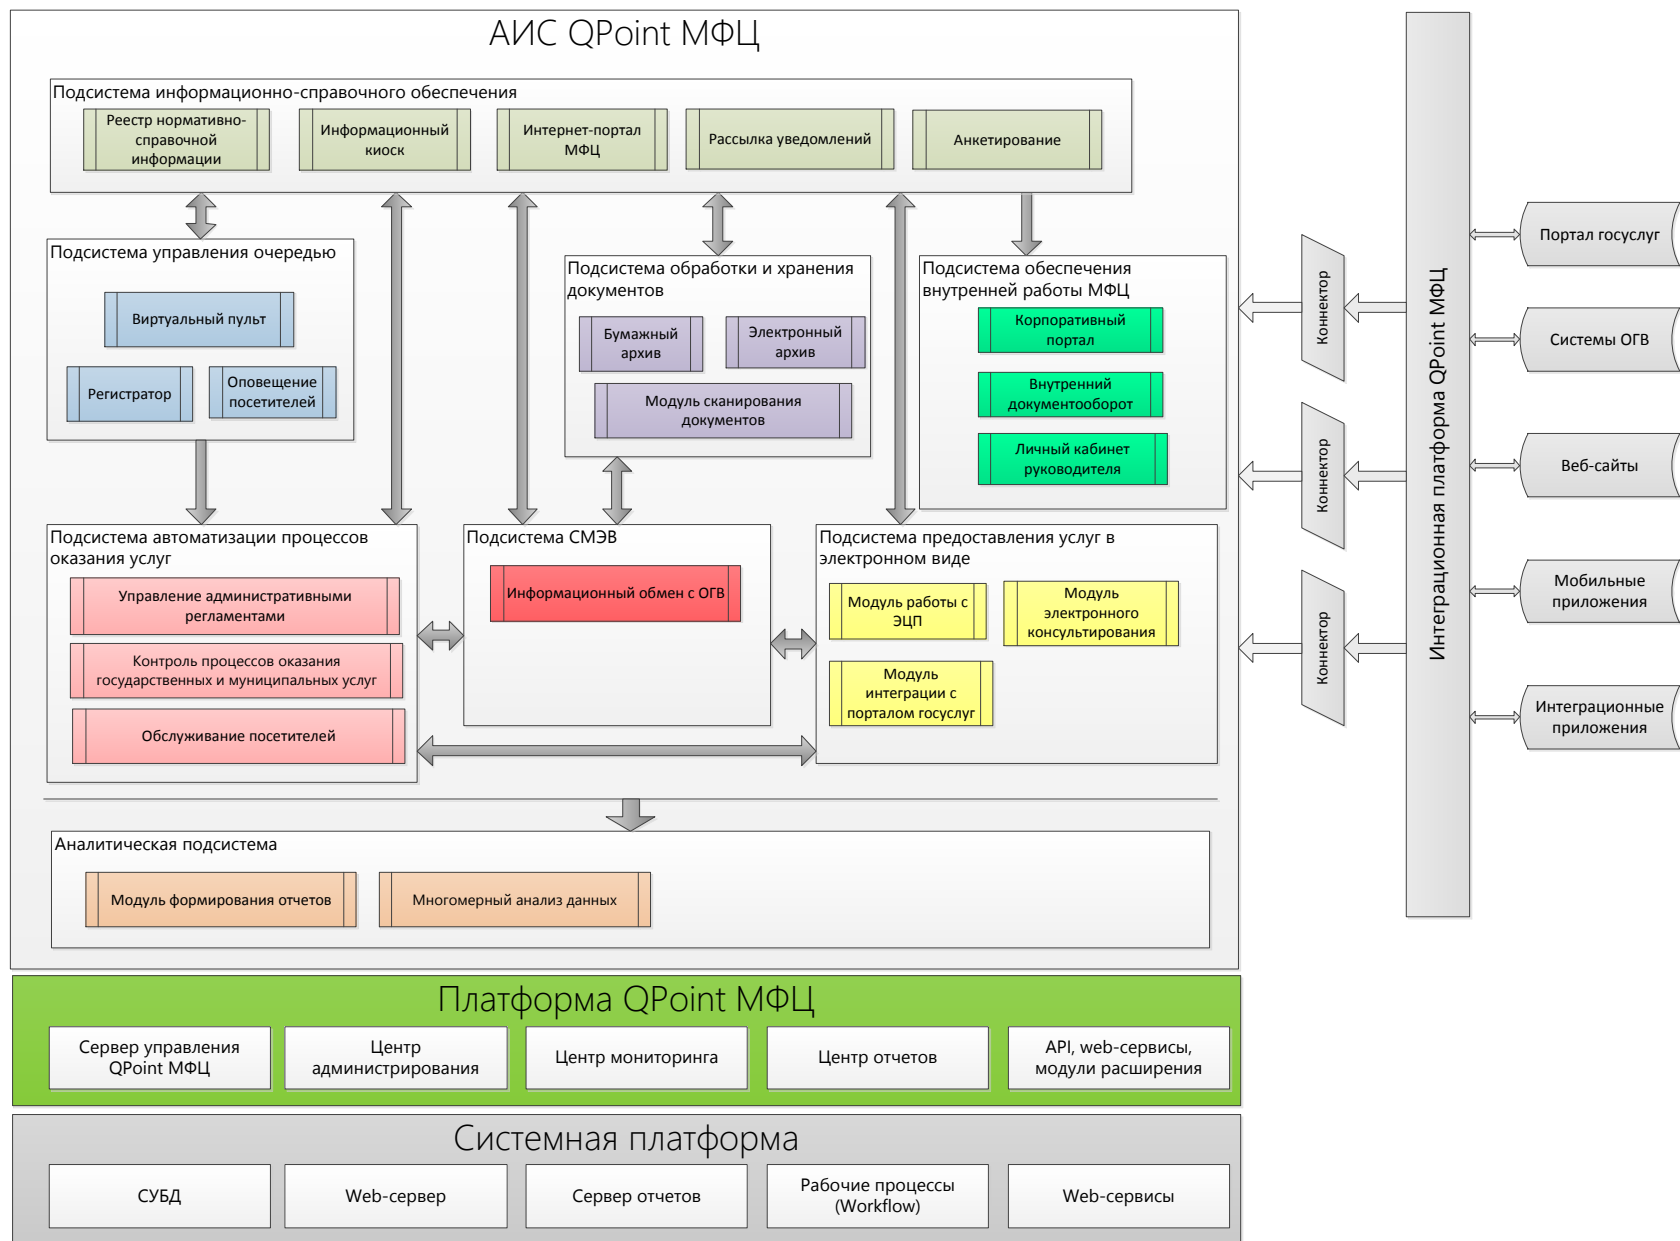 АИС QPoint МФЦ
Подсистема информационно-справочного обеспечения
Реестр нормативно-
справочной
информации
Информационный
киоск
Интернет-портал
МФЦ
Рассылка уведомлений
Анкетирование
Подсистема управления очередью
Виртуальный пульт
Регистратор
Оповещение
посетителей
Подсистема обработки и хранения
документов
Бумажный
архив
Электронный
архив
Модуль сканирования
документов
Подсистема обеспечения
внутренней работы МФЦ
Корпоративный
портал
Внутренний
документооборот
Личный кабинет
руководителя
Подсистема автоматизации процессов
оказания услуг
Управление административными
регламентами
Контроль процессов оказания
государственных и муниципальных услуг
Обслуживание посетителей
Подсистема СМЭВ
Информационный обмен с ОГВ
Подсистема предоставления услуг в
электронном виде
Модуль работы с
ЭЦП
Модуль
электронного
консультирования
Модуль
интеграции с
порталом госуслуг
Аналитическая подсистема
Модуль формирования отчетов
Многомерный анализ данных
Коннектор
Коннектор
Коннектор
Интеграционная платформа QPoint МФЦ
Портал госуслуг
Системы ОГВ
Веб-сайты
Мобильные
приложения
Интеграционные
приложения
Платформа QPoint МФЦ
Сервер управления
QPoint МФЦ
Центр
администрирования
Центр мониторинга
Центр отчетов
API, web-сервисы,
модули расширения
Системная платформа
СУБД
Web-сервер
Сервер отчетов
Рабочие процессы
(Workflow)
Web-сервисы